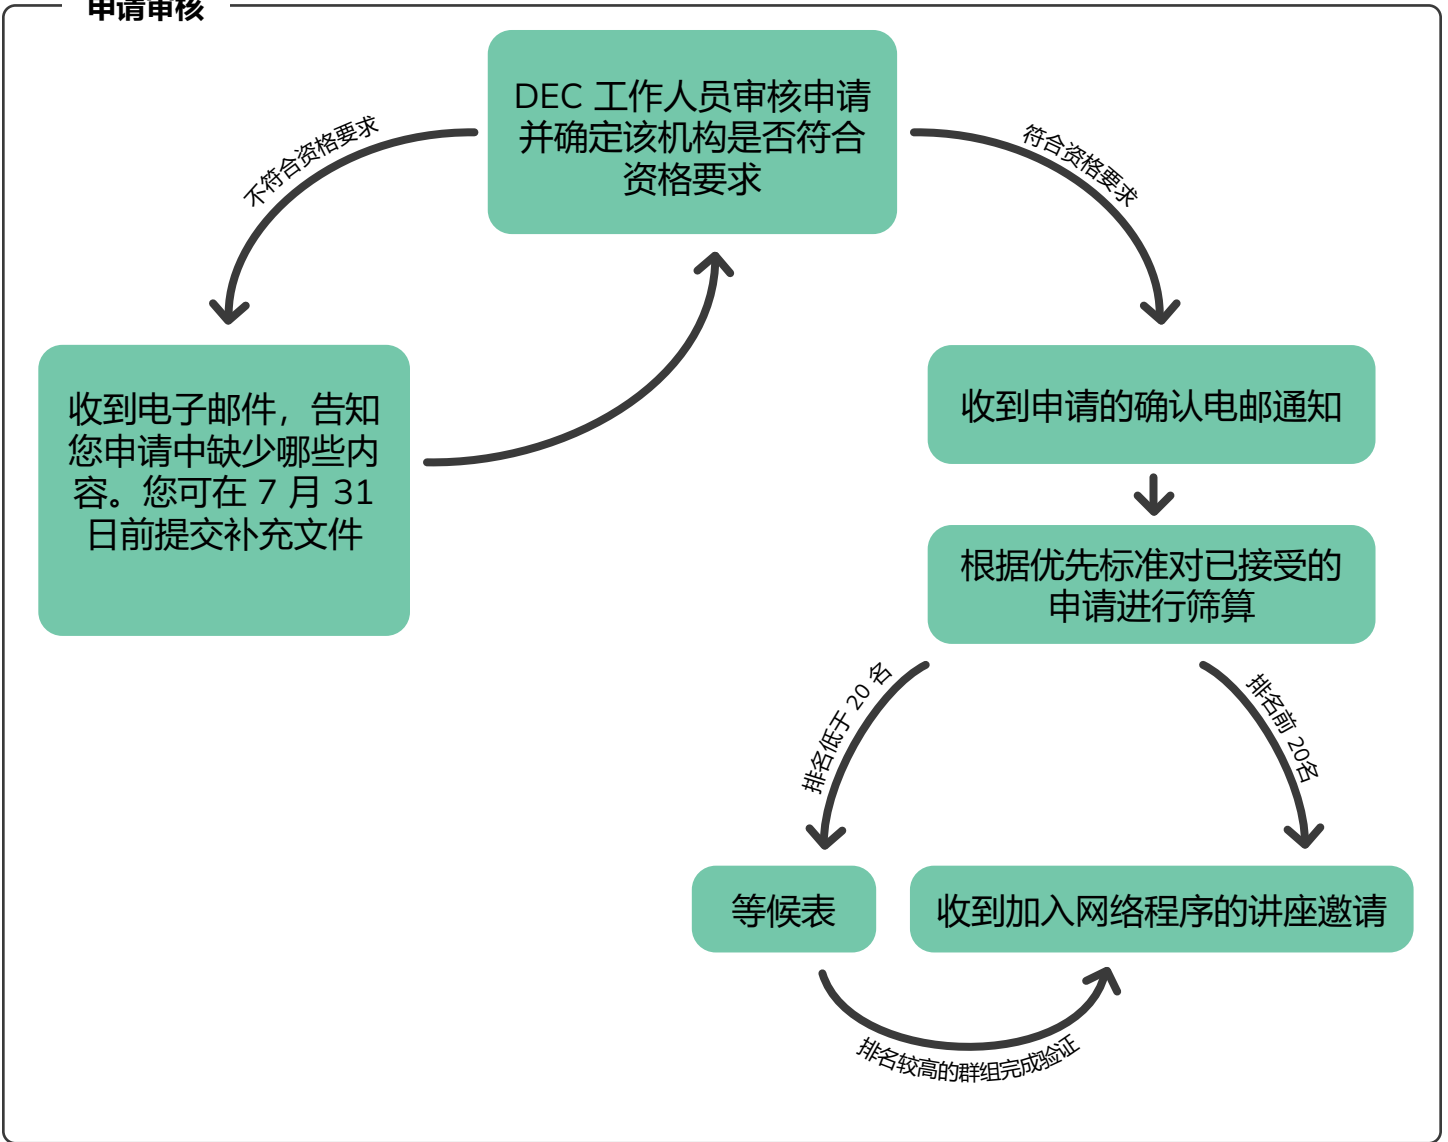 申请审核
DEC 工作人员审核申请
并确定该机构是否符合
资格要求
不符合资格要求
符合资格要求
收到电子邮件，告知
您申请中缺少哪些内
容。您可在 7 月 31
日前提交补充文件
收到申请的确认电邮通知
根据优先标准对已接受的
申请进行筛算
排名低于 20 名
排名前 20名
等候表
收到加入网络程序的讲座邀请
排名较高的群组完成验证